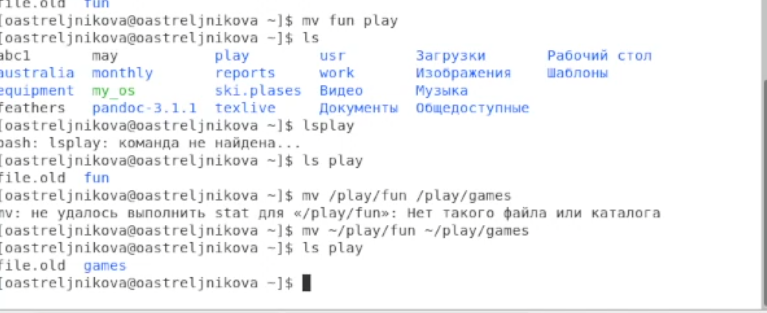 file.old  fun
[oastreljnikova@oastreljnikova ~]$ mv fun play
[oastreljnikova@oastreljnikova ~]$ ls
abc1       may           play       usr        Загрузки       Рабочий стол
australia  monthly       reports    work       Изображения    Шаблоны
equipment  my_os         ski.plases Видео      Музыка
feathers   pandoc-3.1.1  texlive    Документы  Общедоступные
[oastreljnikova@oastreljnikova ~]$ lsplay
bash: lsplay: команда не найдена...
[oastreljnikova@oastreljnikova ~]$ ls play
file.old  fun
[oastreljnikova@oastreljnikova ~]$ mv /play/fun /play/games
mv: не удалось выполнить stat для «/play/fun»: Нет такого файла или каталога
[oastreljnikova@oastreljnikova ~]$ mv ~/play/fun ~/play/games
[oastreljnikova@oastreljnikova ~]$ ls play
file.old  games
[oastreljnikova@oastreljnikova ~]$